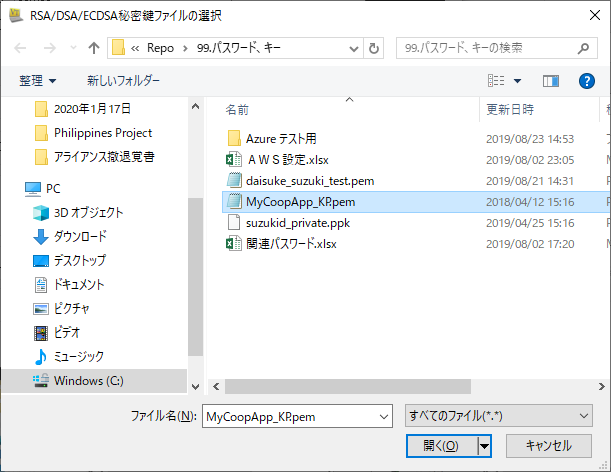 RSA/DSA/ECDSA秘密鍵ファイルの選択
« Repo > 99.パスワード、キー
99.パスワード、キーの検索
整理 新しいフォルダー
名前 更新日時
2020年1月17日
Philippines Project
アライアンス撤退覚書
PC
3D オブジェクト
ダウンロード
デスクトップ
ドキュメント
ピクチャ
ビデオ
ミュージック
Windows (C:)
Azure テスト用 2019/08/23 14:53
ＡＷＳ設定.xlsx 2019/08/02 23:05
daisuke_suzuki_test.pem 2019/08/21 14:31
MyCoopApp_KP.pem 2018/04/12 15:16
suzukid_private.ppk 2019/04/25 15:16
関連パスワード.xlsx 2019/08/02 17:20
ファイル名(N): MyCoopApp_KP.pem すべてのファイル(*.*)
開く(O) キャンセル